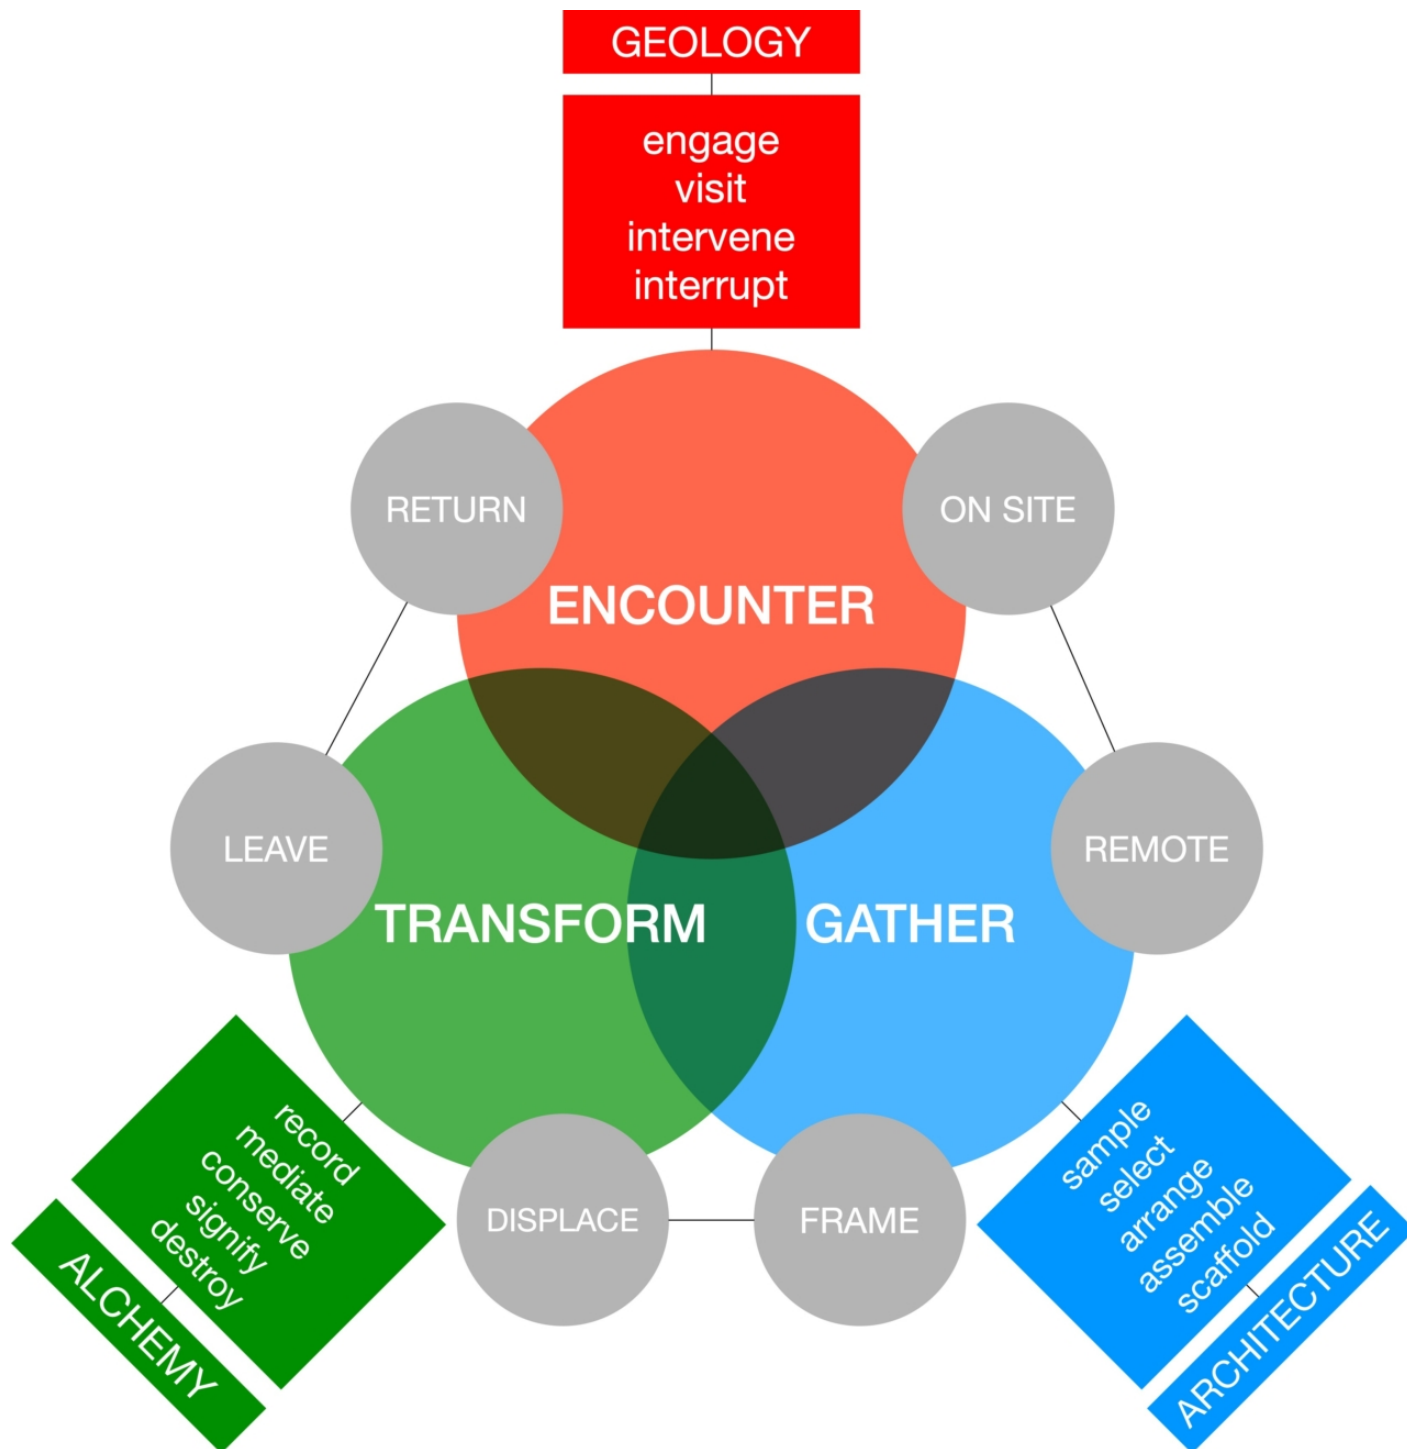 GEOLOGY
engage
visit
intervene
interrupt
RETURN
ON SITE
ENCOUNTER
LEAVE
REMOTE
TRANSFORM
GATHER
record
mediate
conserve
signify
destroy
ALCHEMY
DISPLACE
FRAME
sample
select
arrange
assemble
scaffold
ARCHITECTURE